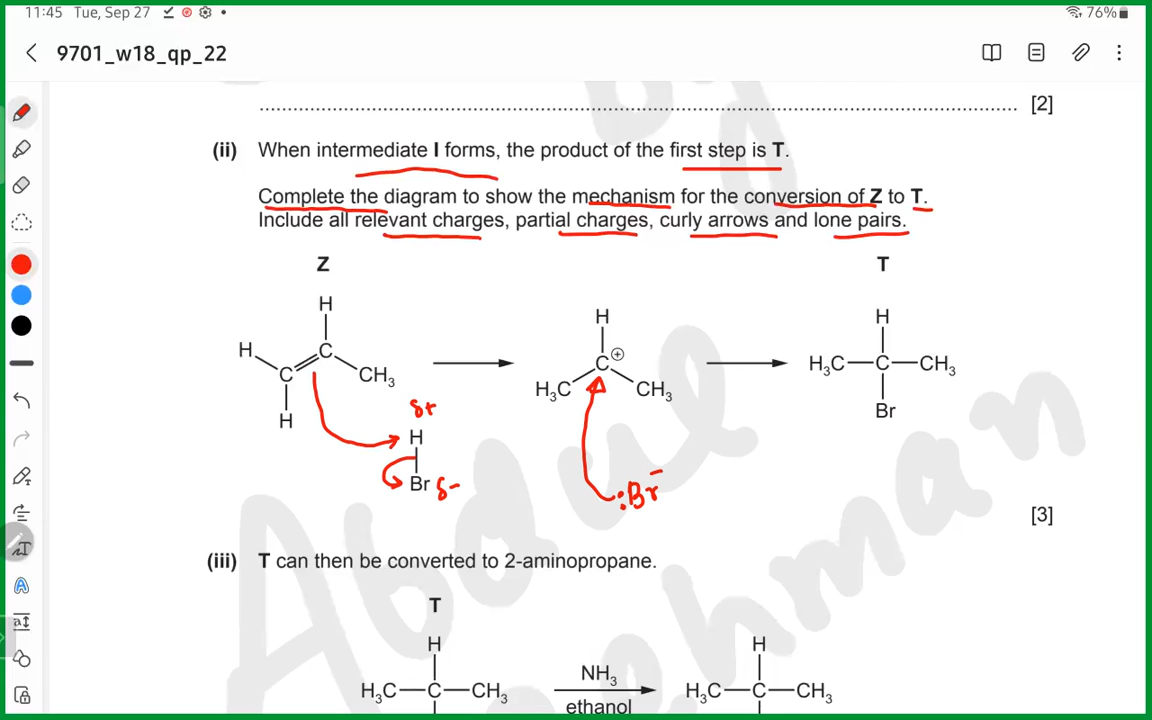 11:45 Tue, Sep 27
76%
9701_w18_qp_22
[2]
(ii) When intermediate I forms, the product of the first step is T.
Complete the diagram to show the mechanism for the conversion of Z to T.
Include all relevant charges, partial charges, curly arrows and lone pairs.
Z
T
H
H
C
C
CH₃
H
δ+
H
Br δ-
H
C⊕
H₃C
CH₃
:Br⁻
H
H₃C—C—CH₃
Br
[3]
(iii) T can then be converted to 2-aminopropane.
T
H
H₃C—C—CH₃
NH₃
ethanol
H
H₃C—C—CH₃
Abdul
Rehman